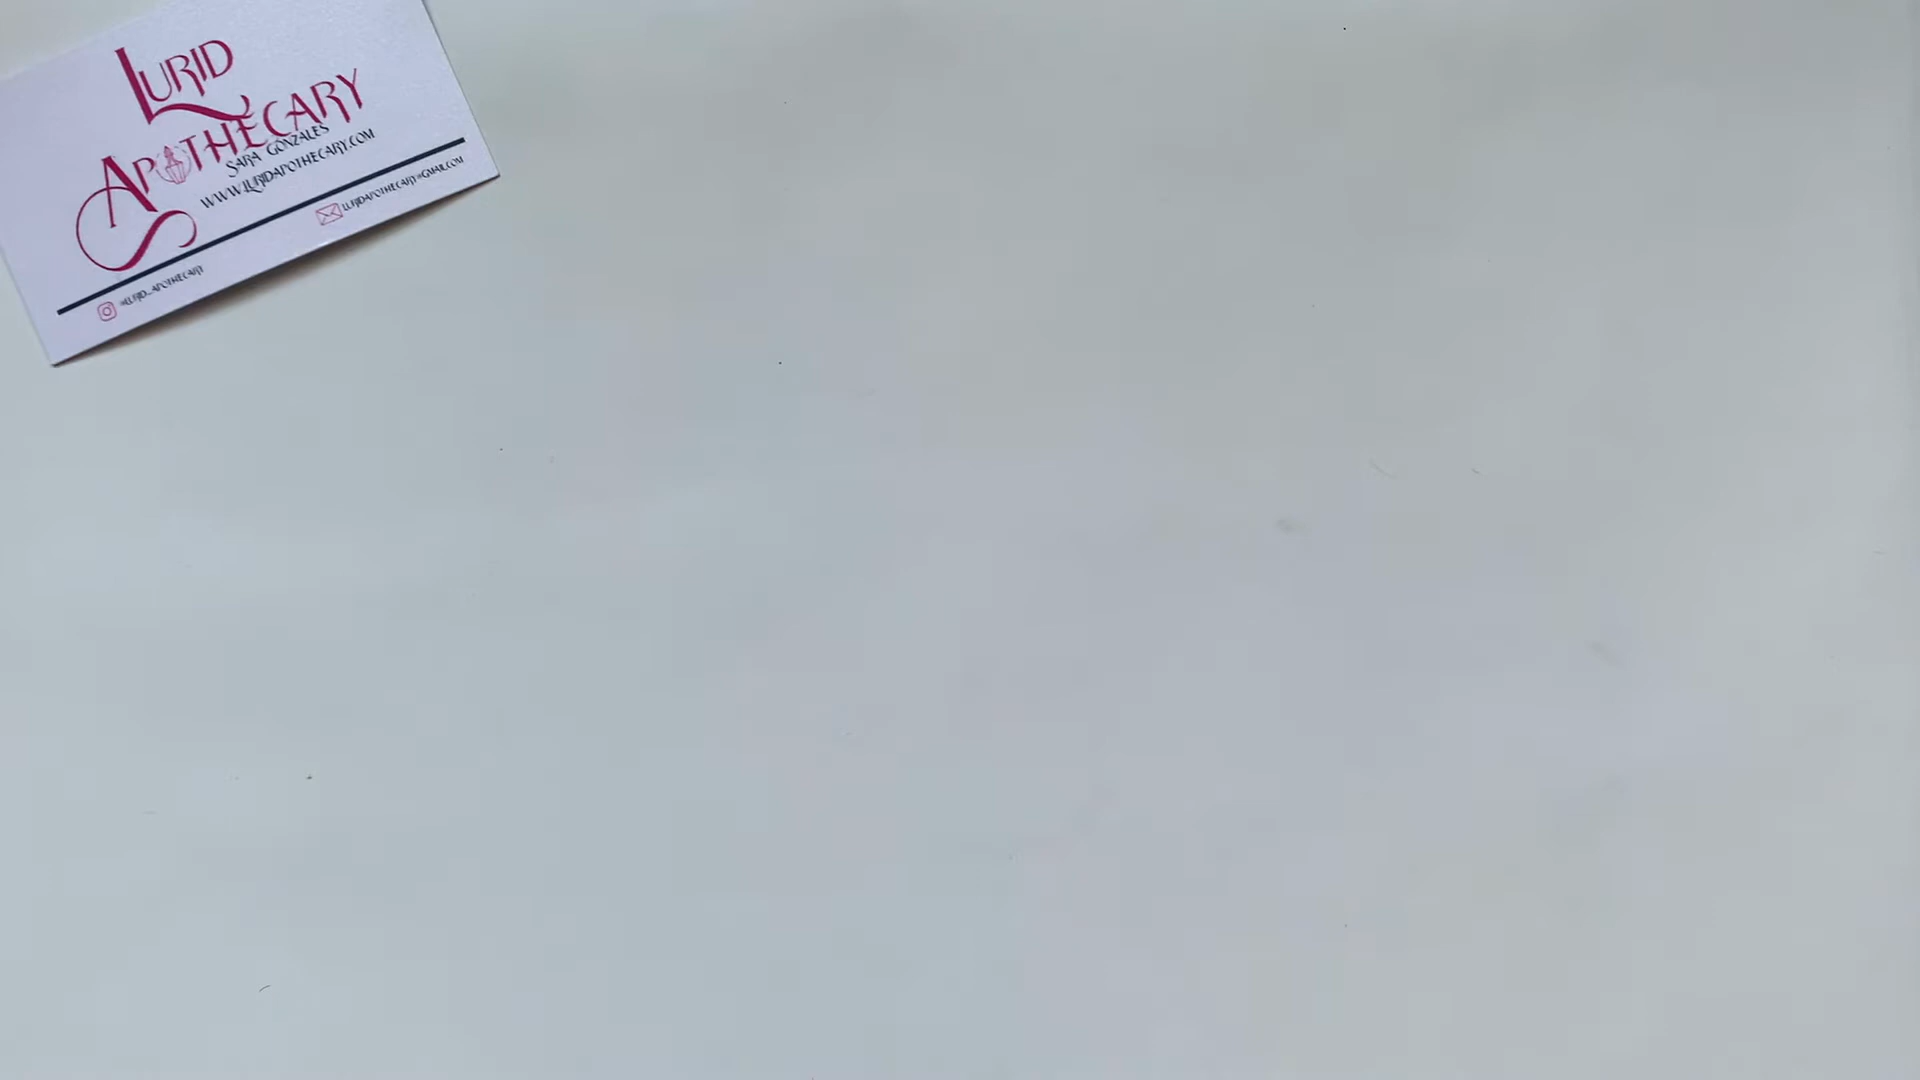 LURID
APOTHECARY
SARA GONZALES
WWW.LURIDAPOTHECARY.COM
LURIDAPOTHECARY@GMAIL.COM
@LURID_APOTHECARY